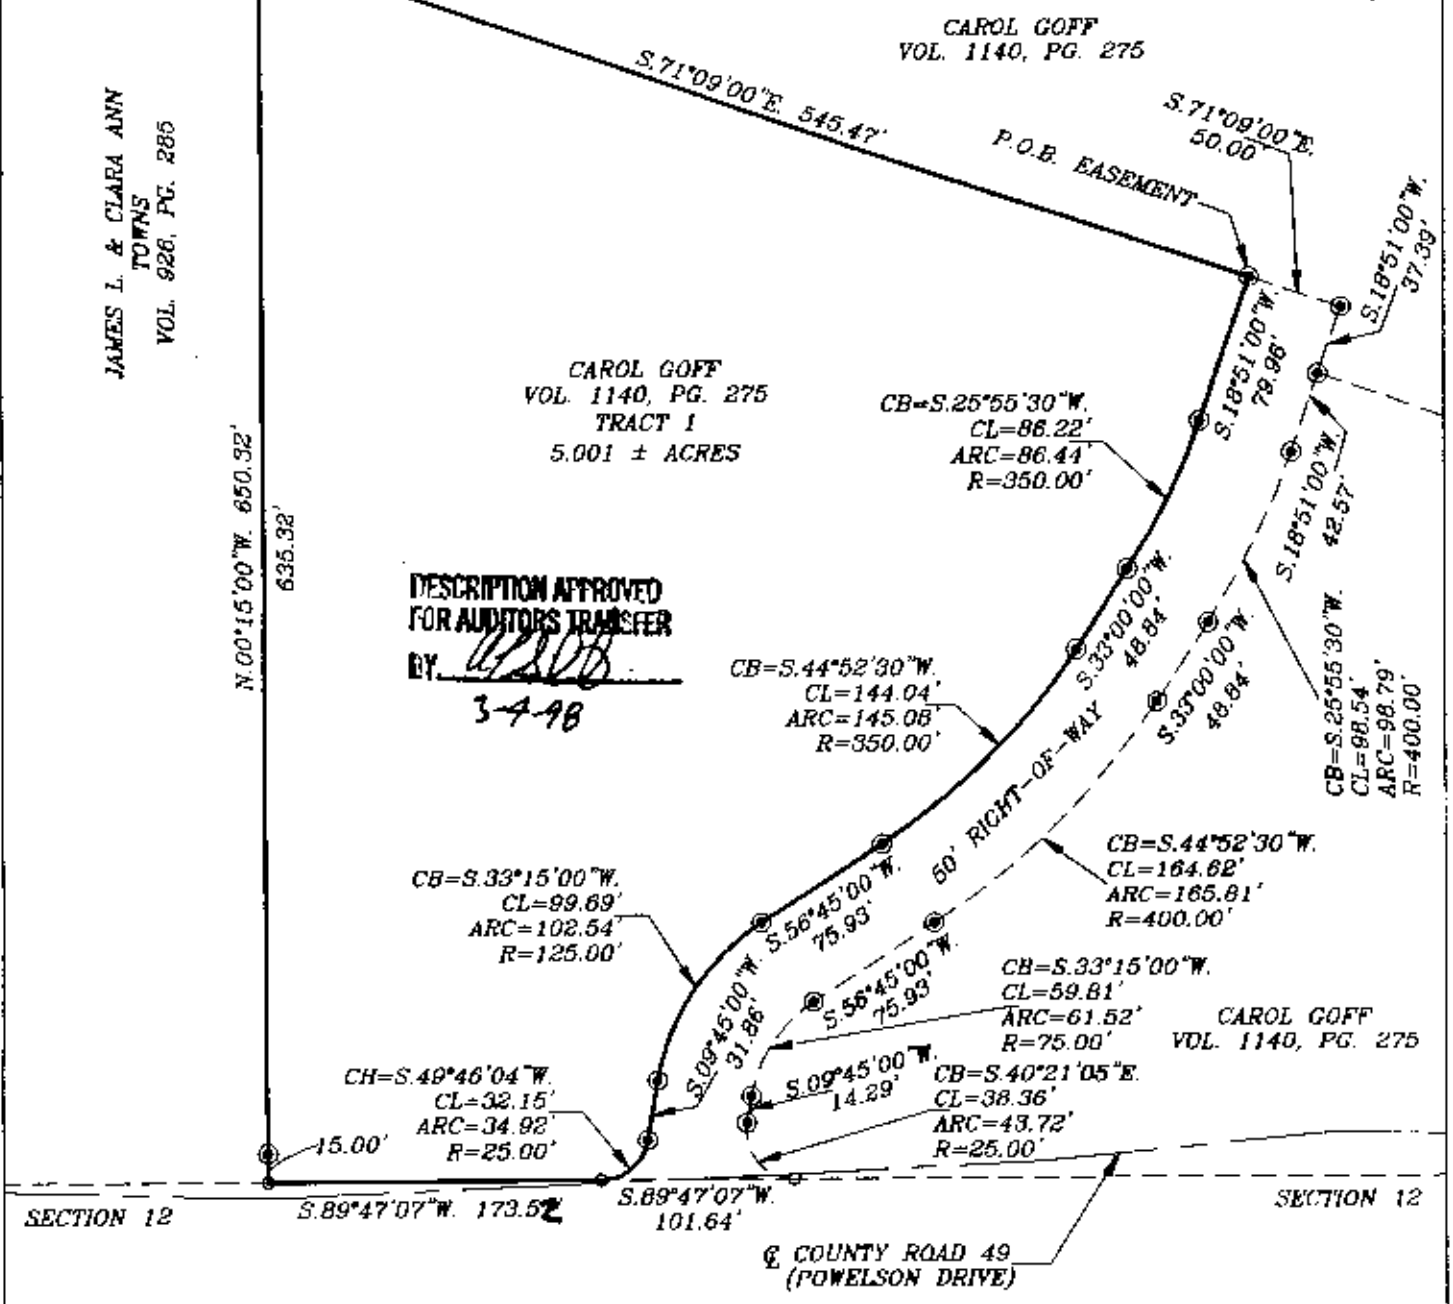 CAROL GOFF
VOL. 1140, PG. 275
S.71°09'00"E. 545.47'
S.71°09'00"E.
50.00'
P.O.B. EASEMENT
S.18°51'00"W.
37.39'
JAMES L. & CLARA ANN
TOWNS
VOL. 926, PG. 285
N.00°15'00"W. 650.32'
635.32'
CAROL GOFF
VOL. 1140, PG. 275
TRACT 1
5.001 ± ACRES
CB=S.25°55'30"W.
CL=86.22'
ARC=86.44'
R=350.00'
S.18°51'00"W.
79.96'
S.18°51'00"W.
42.57'
DESCRIPTION APPROVED
FOR AUDITORS TRANSFER
BY
3-4-98
S.33°00'00"W.
48.84'
S.33°00'00"W.
48.84'
CB=S.25°55'30"W.
CL=98.54'
ARC=98.79'
R=400.00'
CB=S.44°52'30"W.
CL=144.04'
ARC=145.08'
R=350.00'
50' RIGHT-OF-WAY
CB=S.44°52'30"W.
CL=164.62'
ARC=165.81'
R=400.00'
CB=S.33°15'00"W.
CL=99.69'
ARC=102.54'
R=125.00'
S.56°45'00"W.
75.93'
S.56°45'00"W.
75.93'
S.09°45'00"W.
31.86'
CB=S.33°15'00"W.
CL=59.81'
ARC=61.52'
R=75.00'
CAROL GOFF
VOL. 1140, PG. 275
S.09°45'00"W.
14.29'
CB=S.40°21'05"E.
CL=38.36'
ARC=43.72'
R=25.00'
CH=S.49°46'04"W.
CL=32.15'
ARC=34.92'
R=25.00'
15.00'
S.89°47'07"W. 173.52
S.89°47'07"W.
101.64'
SECTION 12
SECTION 12
℄ COUNTY ROAD 49
(POWELSON DRIVE)